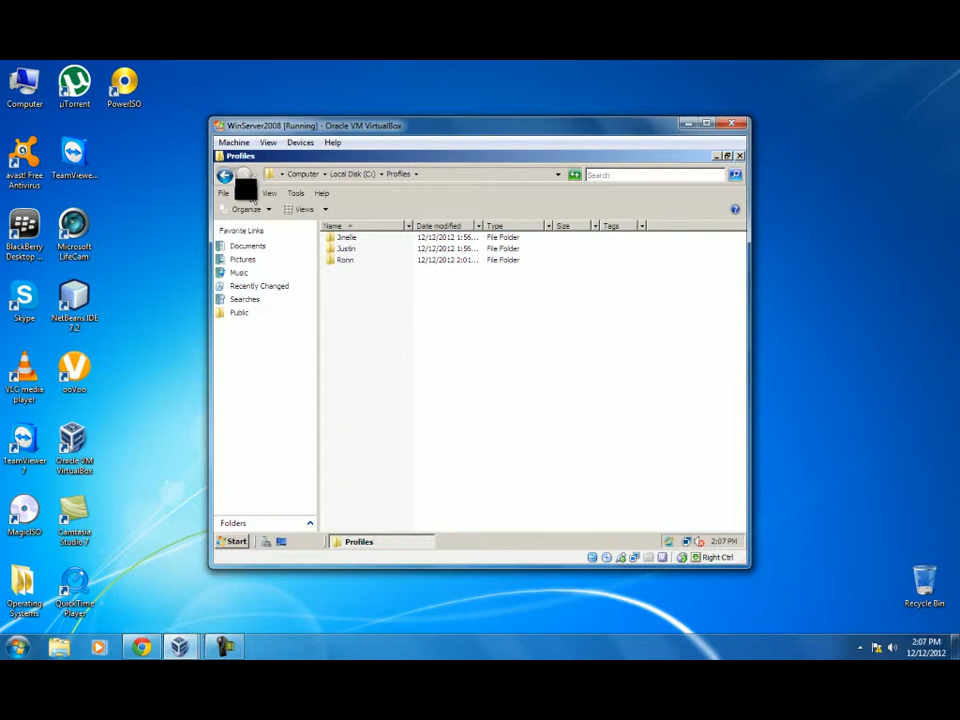 Computer
µTorrent
PowerISO
avast! Free
Antivirus
TeamViewe...
BlackBerry
Desktop ...
Microsoft
LifeCam
Skype
NetBeans IDE
7.2
VLC media
player
ooVoo
TeamViewer
7
Oracle VM
VirtualBox
MagicISO
Camtasia
Studio 7
Operating
Systems
QuickTime
Player
WinServer2008 [Running] - Oracle VM VirtualBox
Machine View Devices Help
Profiles
Computer Local Disk (C:) Profiles
Search
File View Tools Help
Organize Views
Favorite Links
Documents
Pictures
Music
Recently Changed
Searches
Public
Folders
Name Date modified Type Size Tags
Jinelle 12/12/2012 1:56... File Folder
Justin 12/12/2012 1:56... File Folder
Ronn 12/12/2012 2:01... File Folder
Start Profiles 2:07 PM
Right Ctrl
Recycle Bin
2:07 PM
12/12/2012